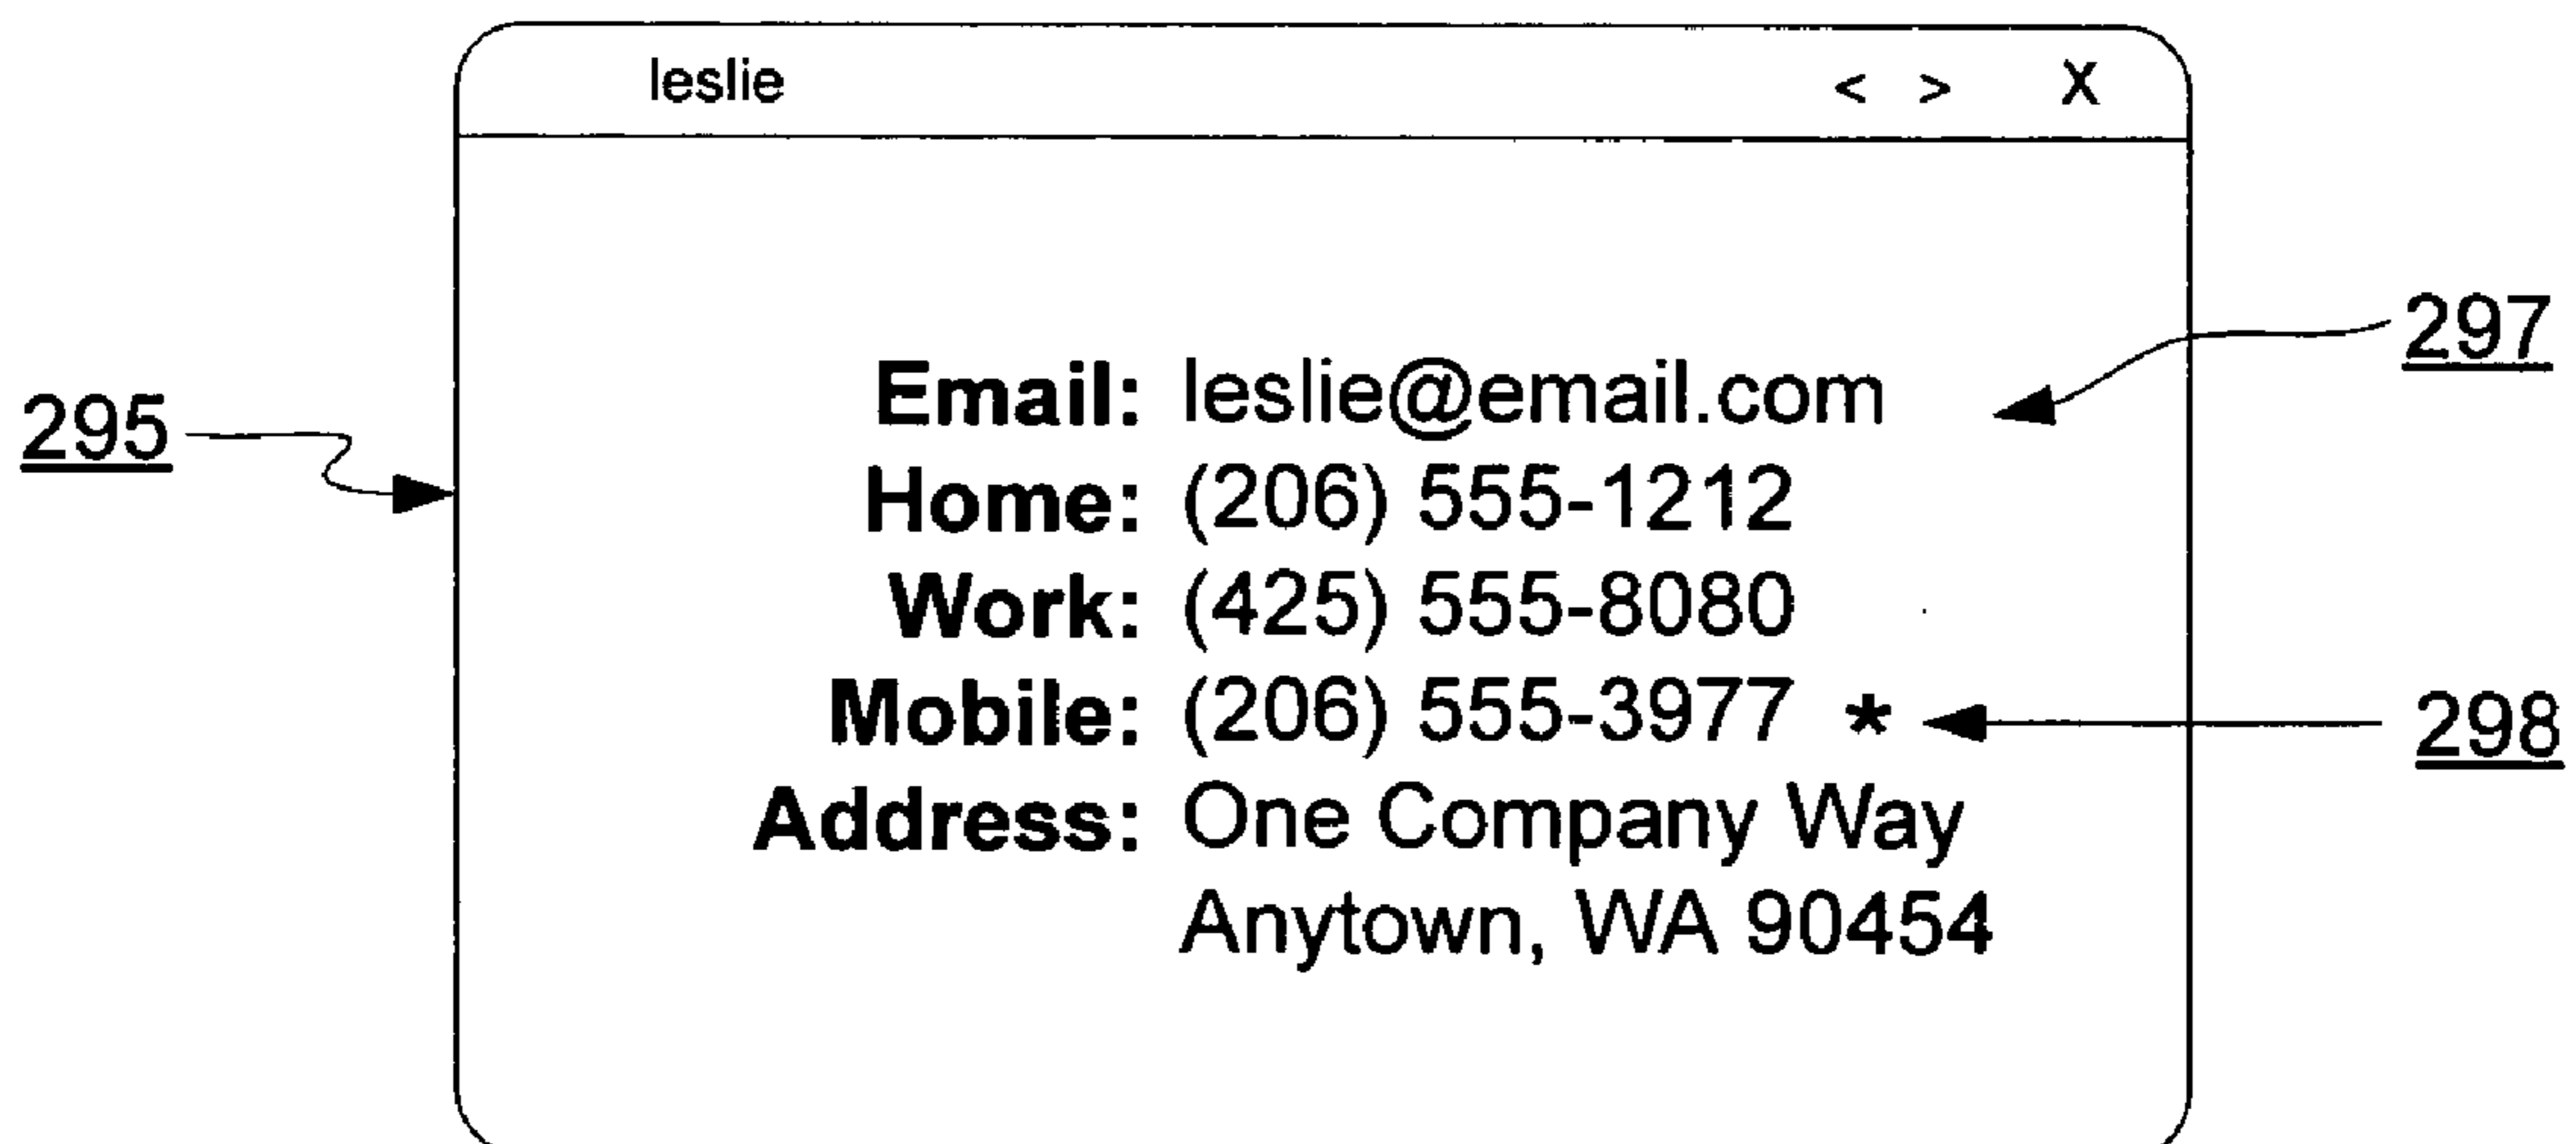 leslie < > X
297
Email: leslie@email.com
295
Home: (206) 555-1212
Work: (425) 555-8080
Mobile: (206) 555-3977 *
298
Address: One Company Way
Anytown, WA 90454